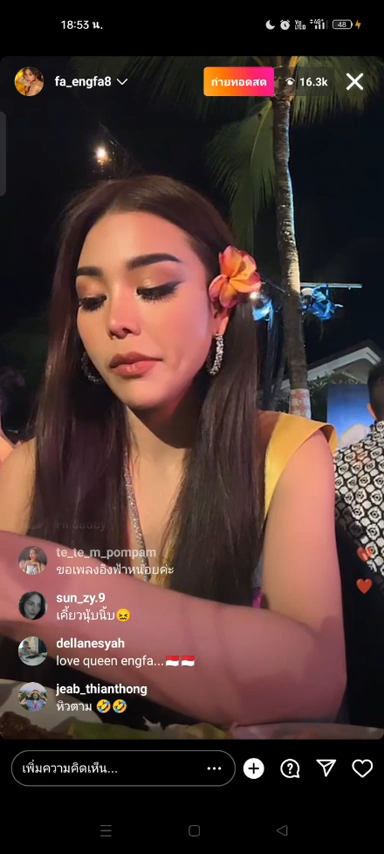 18:53 น.
48
fa_engfa8
ถ่ายทอดสด
16.3k
te_te_m_pompam
ขอเพลงอิงฟ้าหน่อยค่ะ
sun_zy.9
เคี้ยวนุ้บนิ้บ😖
dellanesyah
love queen engfa...🇮🇩🇮🇩
jeab_thianthong
หิวตาม 🤣🤣
เพิ่มความคิดเห็น...